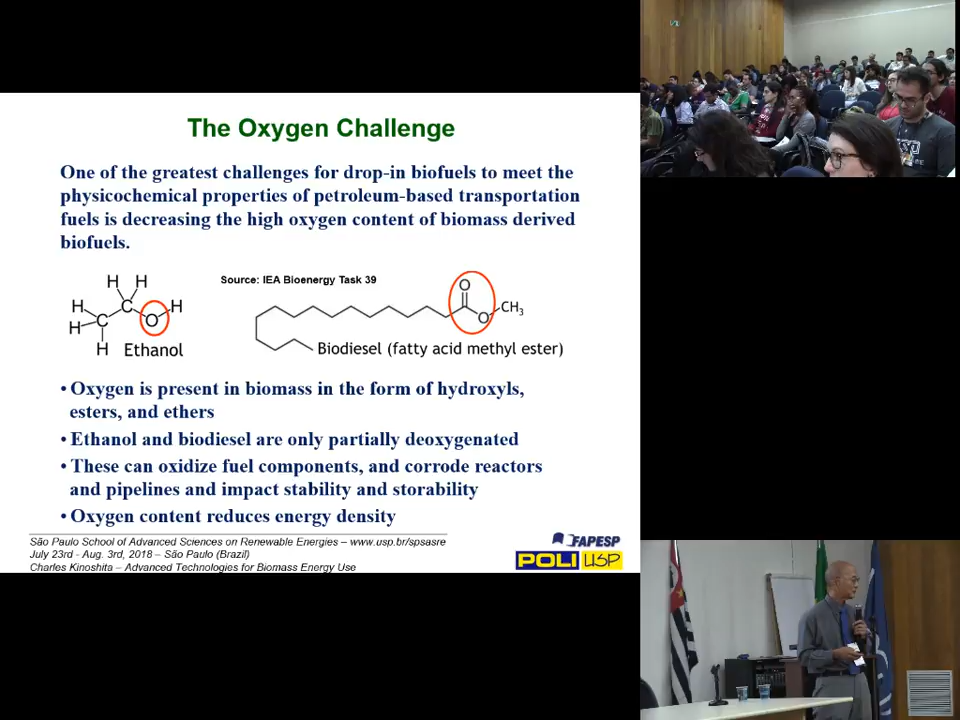 The Oxygen Challenge
One of the greatest challenges for drop-in biofuels to meet the
physicochemical properties of petroleum-based transportation
fuels is decreasing the high oxygen content of biomass derived
biofuels.
Source: IEA Bioenergy Task 39
H H
H C H
H C O
H
Ethanol
O
O CH3
Biodiesel (fatty acid methyl ester)
• Oxygen is present in biomass in the form of hydroxyls,
esters, and ethers
• Ethanol and biodiesel are only partially deoxygenated
• These can oxidize fuel components, and corrode reactors
and pipelines and impact stability and storability
• Oxygen content reduces energy density
São Paulo School of Advanced Sciences on Renewable Energies – www.usp.br/spsasre
July 23rd - Aug. 3rd, 2018 – São Paulo (Brazil)
Charles Kinoshita – Advanced Technologies for Biomass Energy Use
FAPESP
POLI USP